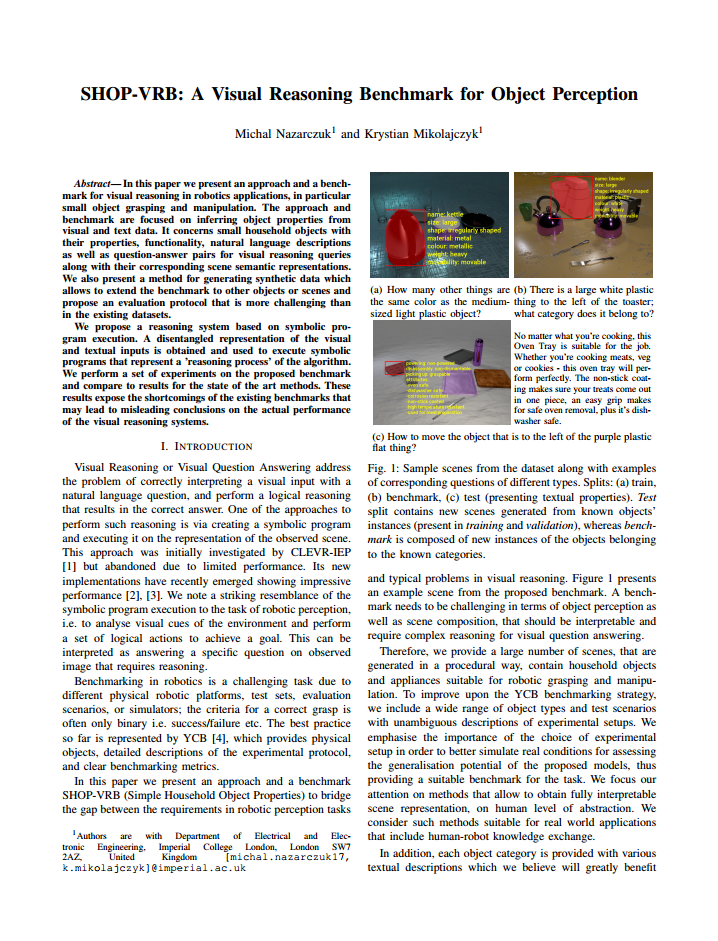 SHOP-VRB: A Visual Reasoning Benchmark for Object Perception
Michal Nazarczuk1 and Krystian Mikolajczyk1
Abstract— In this paper we present an approach and a bench-
mark for visual reasoning in robotics applications, in particular
small object grasping and manipulation. The approach and
benchmark are focused on inferring object properties from
visual and text data. It concerns small household objects with
their properties, functionality, natural language descriptions
as well as question-answer pairs for visual reasoning queries
along with their corresponding scene semantic representations.
We also present a method for generating synthetic data which
allows to extend the benchmark to other objects or scenes and
propose an evaluation protocol that is more challenging than
in the existing datasets.
We propose a reasoning system based on symbolic pro-
gram execution. A disentangled representation of the visual
and textual inputs is obtained and used to execute symbolic
programs that represent a 'reasoning process' of the algorithm.
We perform a set of experiments on the proposed benchmark
and compare to results for the state of the art methods. These
results expose the shortcomings of the existing benchmarks that
may lead to misleading conclusions on the actual performance
of the visual reasoning systems.
I. INTRODUCTION
Visual Reasoning or Visual Question Answering address
the problem of correctly interpreting a visual input with a
natural language question, and perform a logical reasoning
that results in the correct answer. One of the approaches to
perform such reasoning is via creating a symbolic program
and executing it on the representation of the observed scene.
This approach was initially investigated by CLEVR-IEP
[1] but abandoned due to limited performance. Its new
implementations have recently emerged showing impressive
performance [2], [3]. We note a striking resemblance of the
symbolic program execution to the task of robotic perception,
i.e. to analyse visual cues of the environment and perform
a set of logical actions to achieve a goal. This can be
interpreted as answering a specific question on observed
image that requires reasoning.
Benchmarking in robotics is a challenging task due to
different physical robotic platforms, test sets, evaluation
scenarios, or simulators; the criteria for a correct grasp is
often only binary i.e. success/failure etc. The best practice
so far is represented by YCB [4], which provides physical
objects, detailed descriptions of the experimental protocol,
and clear benchmarking metrics.
In this paper we present an approach and a benchmark
SHOP-VRB (Simple Household Object Properties) to bridge
the gap between the requirements in robotic perception tasks
1Authors are with Department of Electrical and Elec-
tronic Engineering, Imperial College London, London SW7
2AZ, United Kingdom [michal.nazarczuk17,
k.mikolajczyk]@imperial.ac.uk
name: kettle
size: large
shape: irregularly shaped
material: metal
colour: metallic
weight: heavy
movability: movable
name: blender
size: large
shape: irregularly shaped
material: plastic
colour: white
weight: heavy
movability: movable
(a) How many other things are
the same color as the medium-
sized light plastic object?
(b) There is a large white plastic
thing to the left of the toaster;
what category does it belong to?
No matter what you're cooking, this
Oven Tray is suitable for the job.
Whether you're cooking meats, veg
or cookies - this oven tray will per-
form perfectly. The non-stick coat-
ing makes sure your treats come out
in one piece, an easy grip makes
for safe oven removal, plus it's dish-
washer safe.
(c) How to move the object that is to the left of the purple plastic
flat thing?
Fig. 1: Sample scenes from the dataset along with examples
of corresponding questions of different types. Splits: (a) train,
(b) benchmark, (c) test (presenting textual properties). Test
split contains new scenes generated from known objects'
instances (present in training and validation), whereas bench-
mark is composed of new instances of the objects belonging
to the known categories.
and typical problems in visual reasoning. Figure 1 presents
an example scene from the proposed benchmark. A bench-
mark needs to be challenging in terms of object perception as
well as scene composition, that should be interpretable and
require complex reasoning for visual question answering.
Therefore, we provide a large number of scenes, that are
generated in a procedural way, contain household objects
and appliances suitable for robotic grasping and manipu-
lation. To improve upon the YCB benchmarking strategy,
we include a wide range of object types and test scenarios
with unambiguous descriptions of experimental setups. We
emphasise the importance of the choice of experimental
setup in order to better simulate real conditions for assessing
the generalisation potential of the proposed models, thus
providing a suitable benchmark for the task. We focus our
attention on methods that allow to obtain fully interpretable
scene representation, on human level of abstraction. We
consider such methods suitable for real world applications
that include human-robot knowledge exchange.
In addition, each object category is provided with various
textual descriptions which we believe will greatly benefit